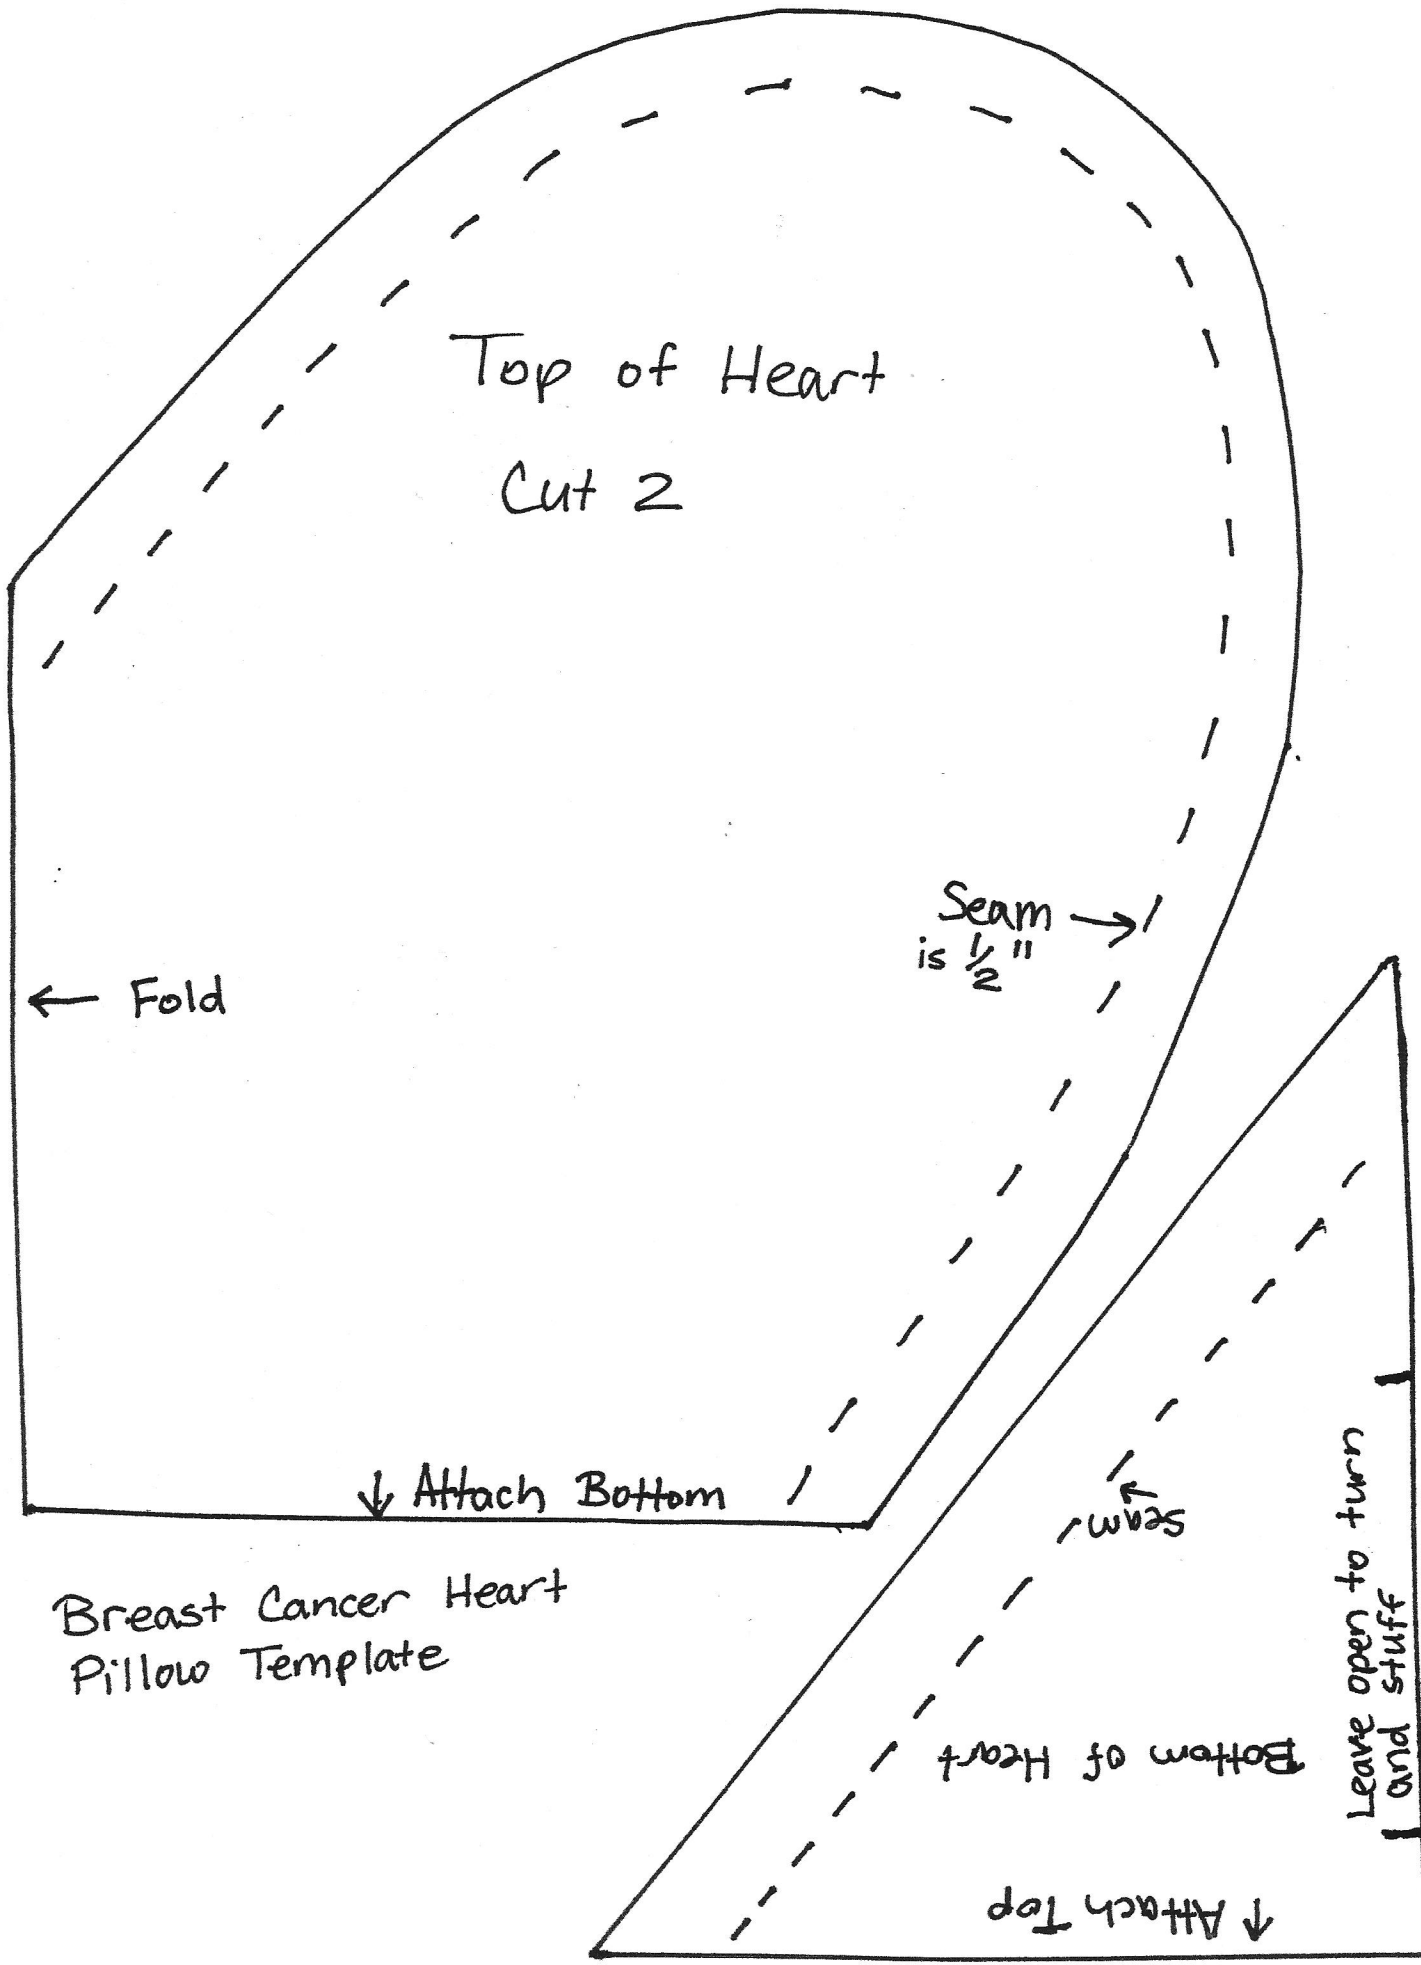 Top of Heart
Cut 2
Seam →
is 1/2"
← Fold
↓ Attach Bottom
Breast Cancer Heart
Pillow Template
seam
Leave open to turn
and stuff
Bottom of Heart
↑ Attach Top